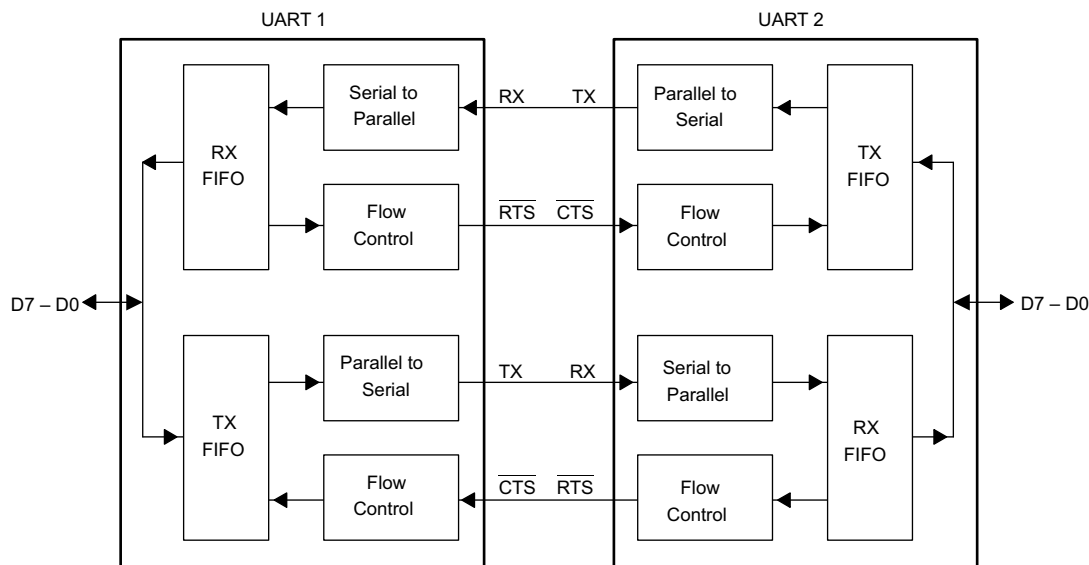 UART 1
UART 2
Serial to
Parallel
RX
TX
Parallel to
Serial
RX
FIFO
TX
FIFO
Flow
Control
RTS
CTS
Flow
Control
D7 – D0
D7 – D0
Parallel to
Serial
TX
RX
Serial to
Parallel
TX
FIFO
RX
FIFO
Flow
Control
CTS
RTS
Flow
Control